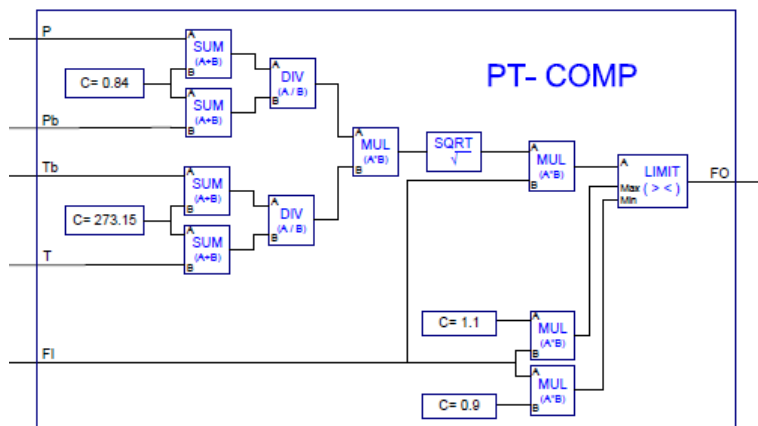 P
A
SUM
(A+B)
B
C= 0.84
A
DIV
(A / B)
B
PT- COMP
A
SUM
(A+B)
B
Pb
A
MUL
(A*B)
B
SQRT
√
A
MUL
(A*B)
B
A
LIMIT
Max ( > < )
Min
FO
Tb
A
SUM
(A+B)
B
C= 273.15
A
DIV
(A / B)
B
A
SUM
(A+B)
B
T
C= 1.1
A
MUL
(A*B)
B
FI
A
MUL
(A*B)
B
C= 0.9